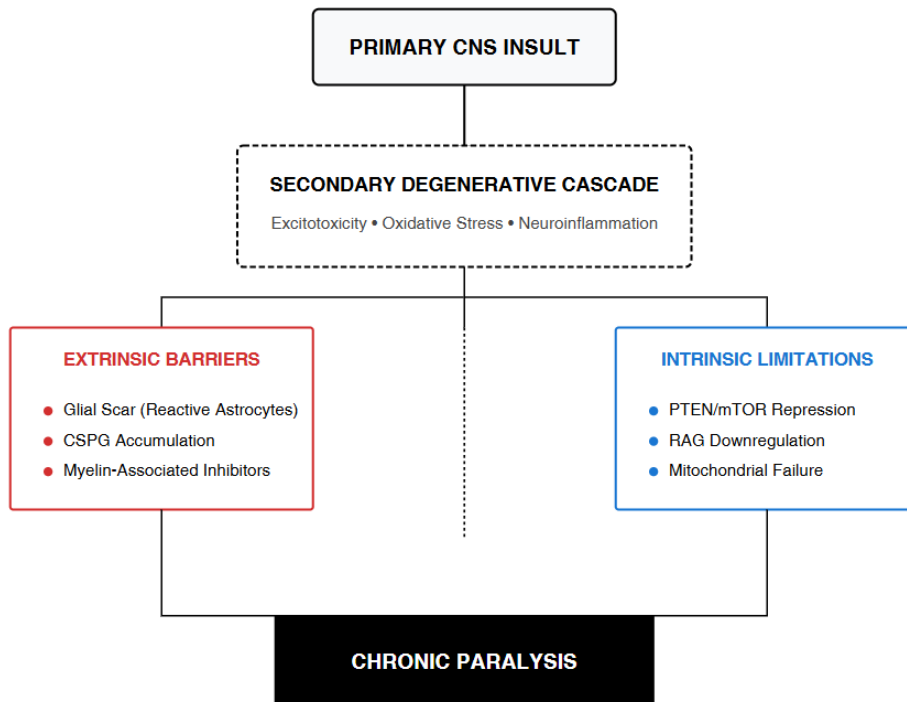 PRIMARY CNS INSULT
SECONDARY DEGENERATIVE CASCADE
Excitotoxicity • Oxidative Stress • Neuroinflammation
EXTRINSIC BARRIERS
● Glial Scar (Reactive Astrocytes)
● CSPG Accumulation
● Myelin-Associated Inhibitors
INTRINSIC LIMITATIONS
● PTEN/mTOR Repression
● RAG Downregulation
● Mitochondrial Failure
CHRONIC PARALYSIS